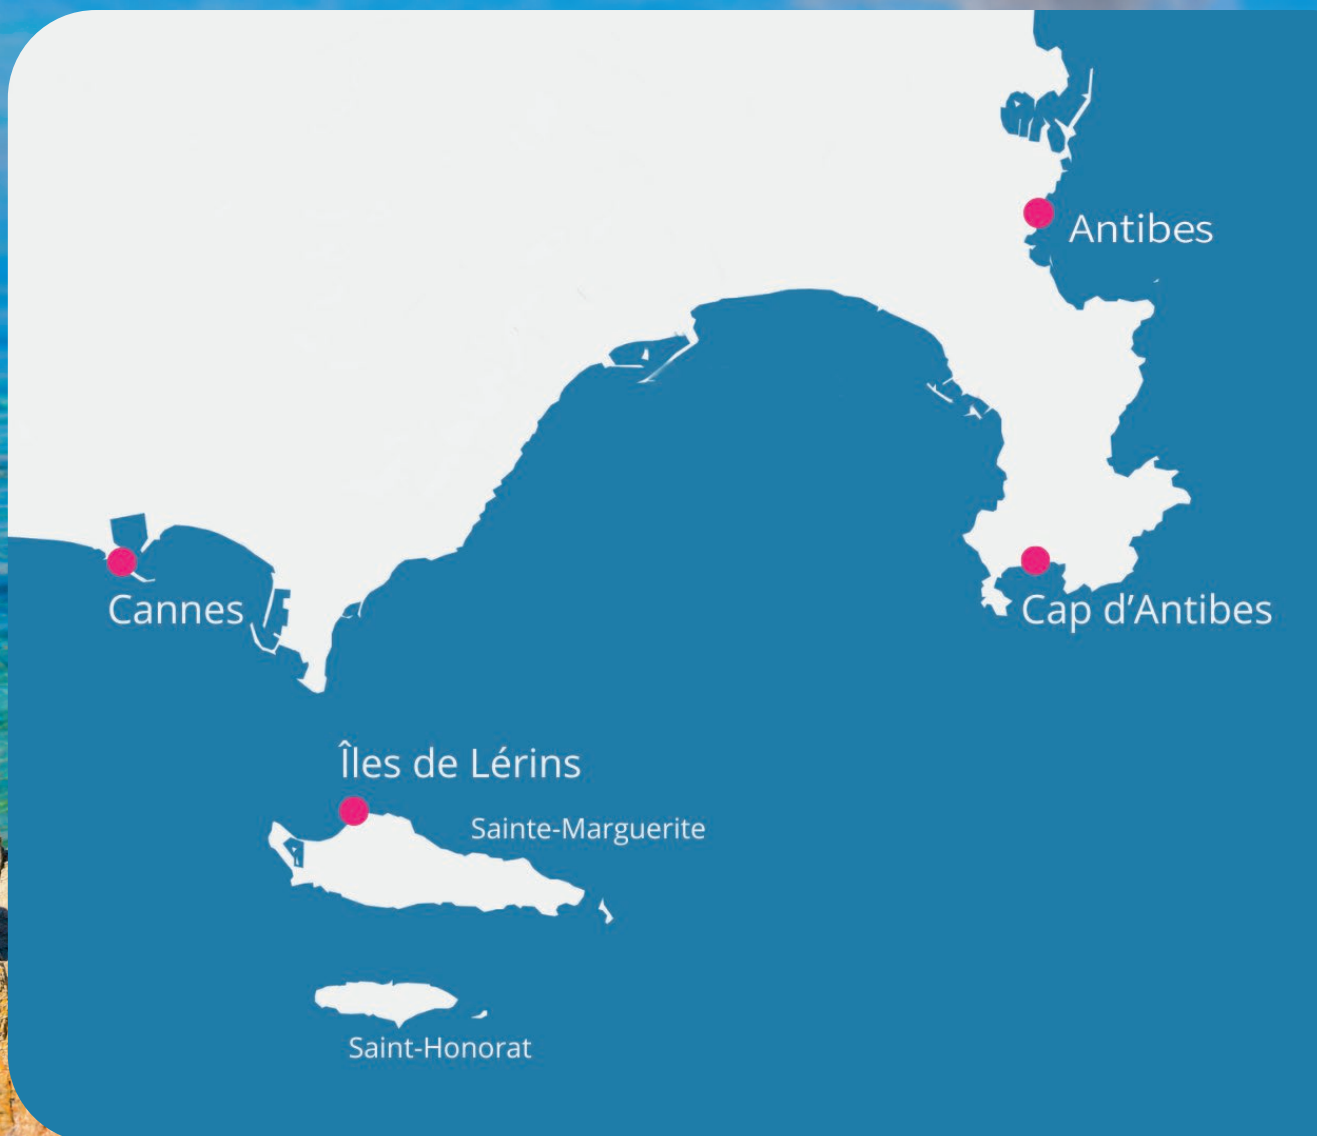 Antibes
Cannes
Cap d’Antibes
Îles de Lérins
Sainte-Marguerite
Saint-Honorat